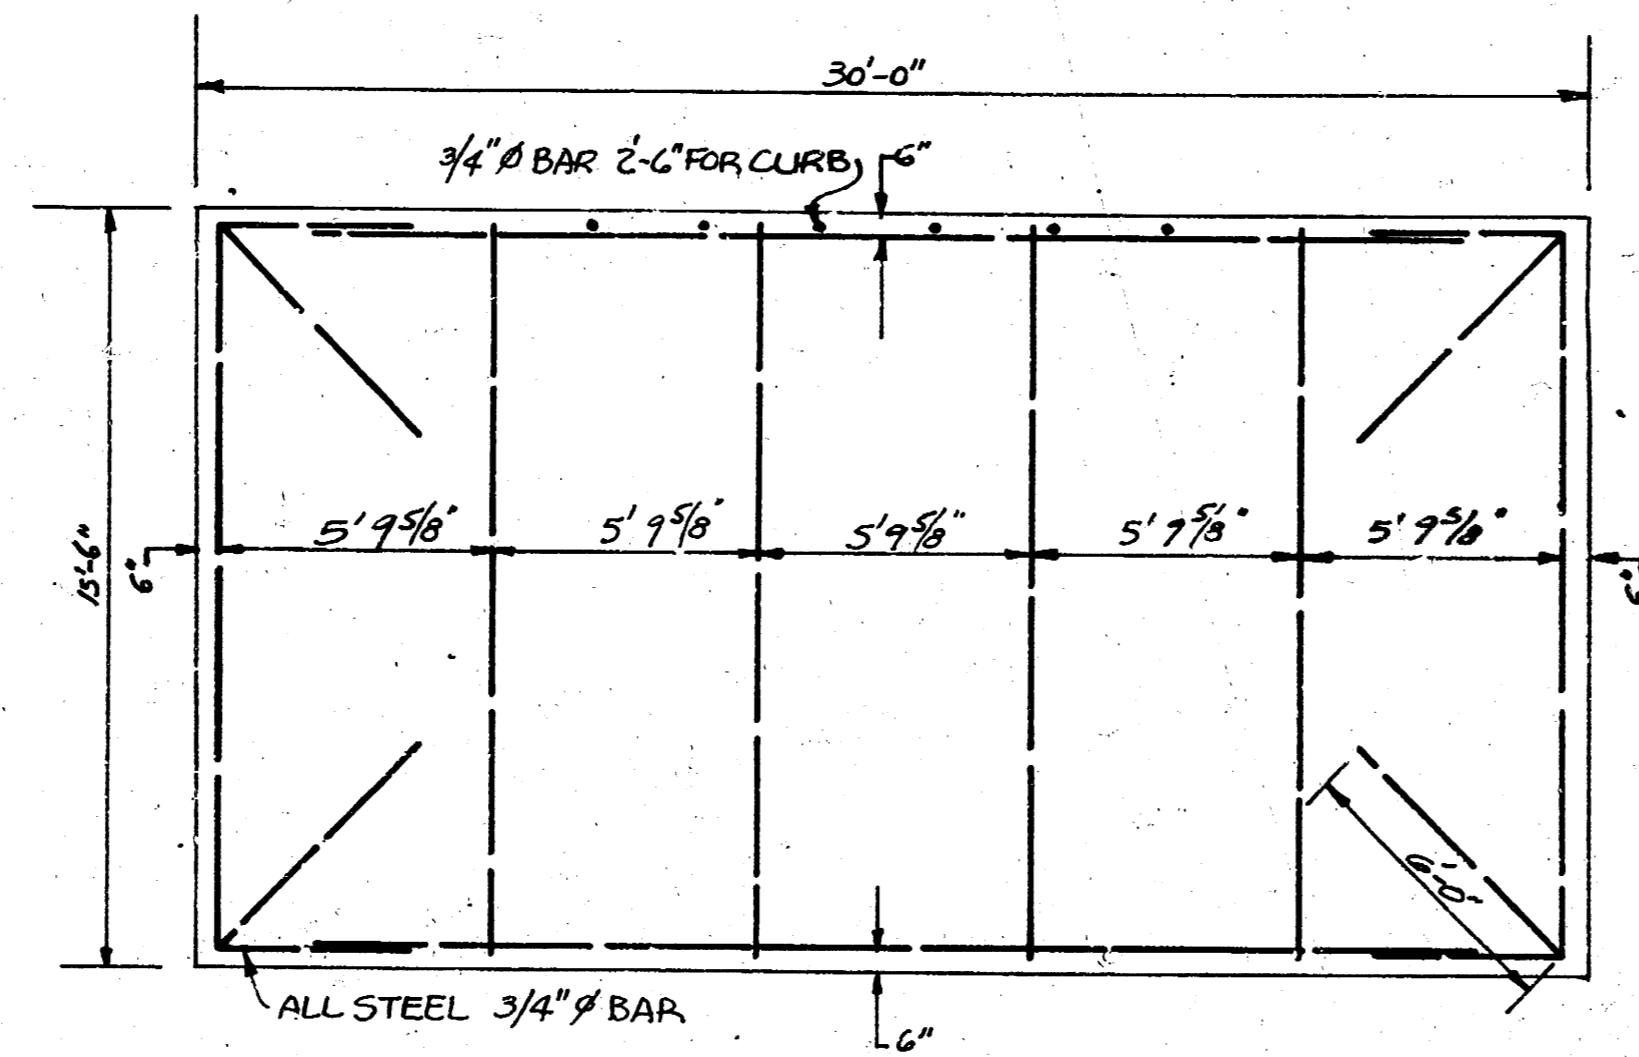 30'-0"
3/4" Ø BAR 2'-6" FOR CURB
6"
15'-6"
6"
5' 9 5/8"
5' 9 5/8"
5' 9 5/8"
5' 9 5/8"
5' 9 5/8"
6"
6'-0"
ALL STEEL 3/4" Ø BAR
6"